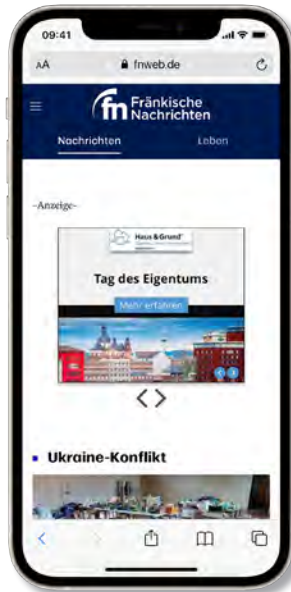 09:41
AA fnweb.de
fn Fränkische
Nachrichten
Nachrichten Leben
-Anzeige-
Haus & Grund
Tag des Eigentums
Mehr erfahren
Ukraine-Konflikt